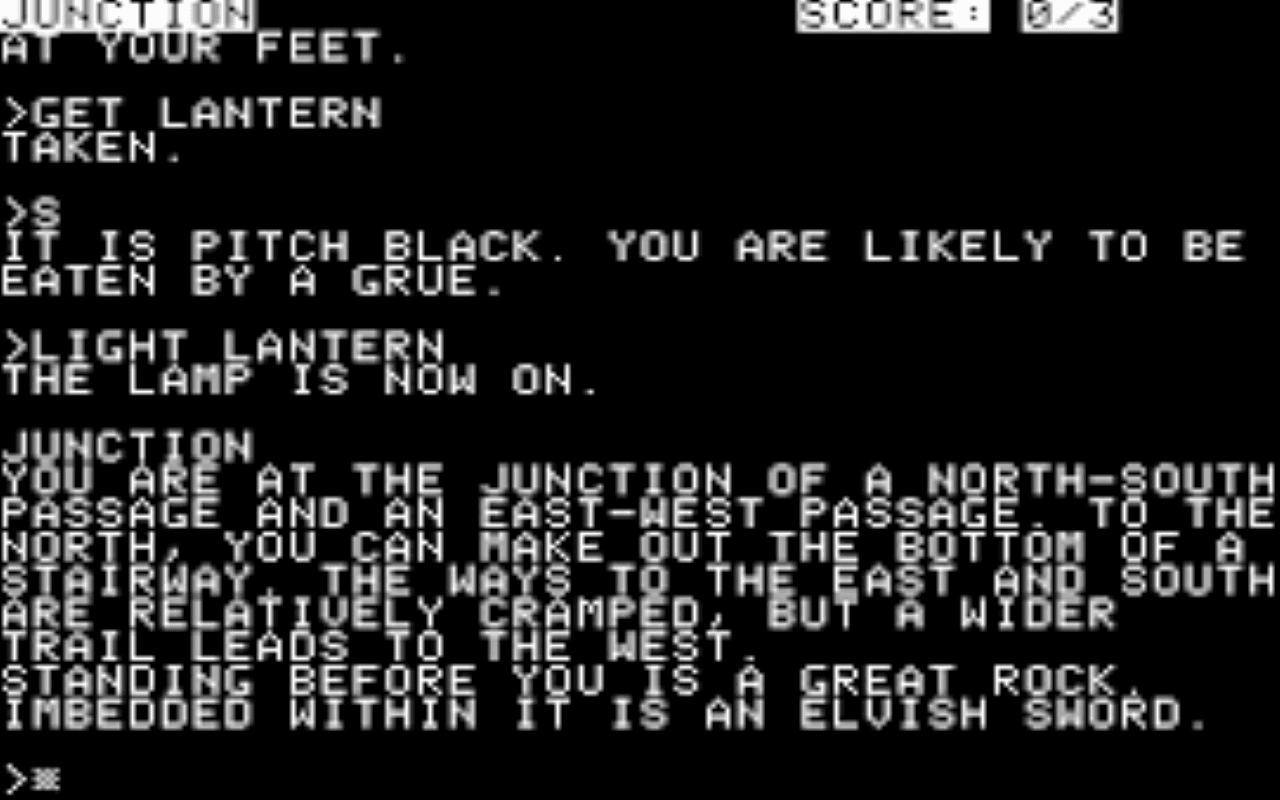 JUNCTION SCORE: 0/3
AT YOUR FEET.
>GET LANTERN
TAKEN.
>S
IT IS PITCH BLACK. YOU ARE LIKELY TO BE
EATEN BY A GRUE.
>LIGHT LANTERN
THE LAMP IS NOW ON.
JUNCTION
YOU ARE AT THE JUNCTION OF A NORTH-SOUTH
PASSAGE AND AN EAST-WEST PASSAGE. TO THE
NORTH, YOU CAN MAKE OUT THE BOTTOM OF A
STAIRWAY. THE WAYS TO THE EAST AND SOUTH
ARE RELATIVELY CRAMPED, BUT A WIDER
TRAIL LEADS TO THE WEST.
STANDING BEFORE YOU IS A GREAT ROCK.
IMBEDDED WITHIN IT IS AN ELVISH SWORD.
>